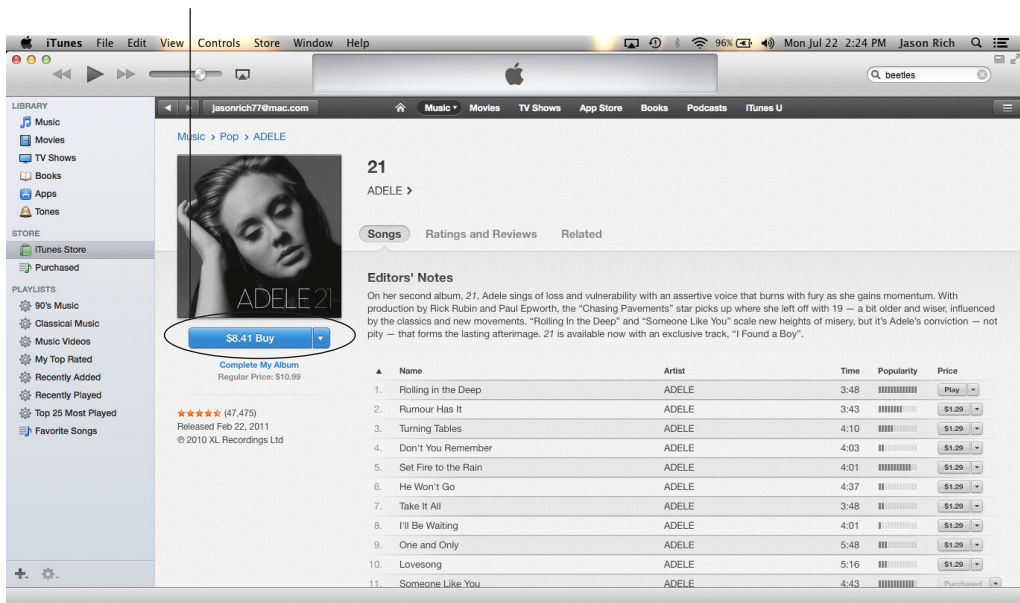 iTunes File Edit View Controls Store Window Help 96% Mon Jul 22 2:24 PM Jason Rich
beetles
LIBRARY
Music
Movies
TV Shows
Books
Apps
Tones
STORE
iTunes Store
Purchased
PLAYLISTS
90's Music
Classical Music
Music Videos
My Top Rated
Recently Added
Recently Played
Top 25 Most Played
Favorite Songs
jasonrich77@mac.com Music Movies TV Shows App Store Books Podcasts iTunes U
Music > Pop > ADELE
ADELE 21
$8.41 Buy
Complete My Album
Regular Price: $10.99
(47,475)
Released Feb 22, 2011
℗ 2010 XL Recordings Ltd
21
ADELE >
Songs Ratings and Reviews Related
Editors' Notes
On her second album, 21, Adele sings of loss and vulnerability with an assertive voice that burns with fury as she gains momentum. With
production by Rick Rubin and Paul Epworth, the “Chasing Pavements” star picks up where she left off with 19 — a bit older and wiser, influenced
by the classics and new movements. “Rolling In the Deep” and “Someone Like You” scale new heights of misery, but it’s Adele’s conviction — not
pity — that forms the lasting afterimage. 21 is available now with an exclusive track, “I Found a Boy”.
Name Artist Time Popularity Price
1. Rolling in the Deep ADELE 3:48 Play
2. Rumour Has It ADELE 3:43 $1.29
3. Turning Tables ADELE 4:10 $1.29
4. Don't You Remember ADELE 4:03 $1.29
5. Set Fire to the Rain ADELE 4:01 $1.29
6. He Won't Go ADELE 4:37 $1.29
7. Take It All ADELE 3:48 $1.29
8. I'll Be Waiting ADELE 4:01 $1.29
9. One and Only ADELE 5:48 $1.29
10. Lovesong ADELE 5:16 $1.29
11. Someone Like You ADELE 4:43 Purchased